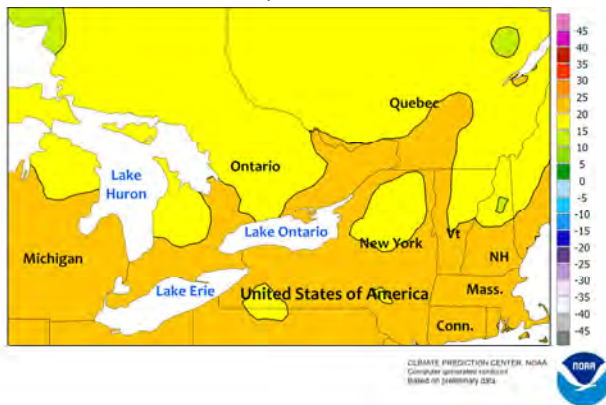 Quebec
Ontario
Lake
Huron
Lake Ontario
New York
Vt
Michigan
NH
Lake Erie
United States of America
Mass.
Conn.
45
40
35
30
25
20
15
10
5
0
-5
-10
-15
-20
-25
-30
-35
-40
-45
CLIMATE PREDICTION CENTER, NOAA
Computer generated contours
Based on preliminary data
NOAA